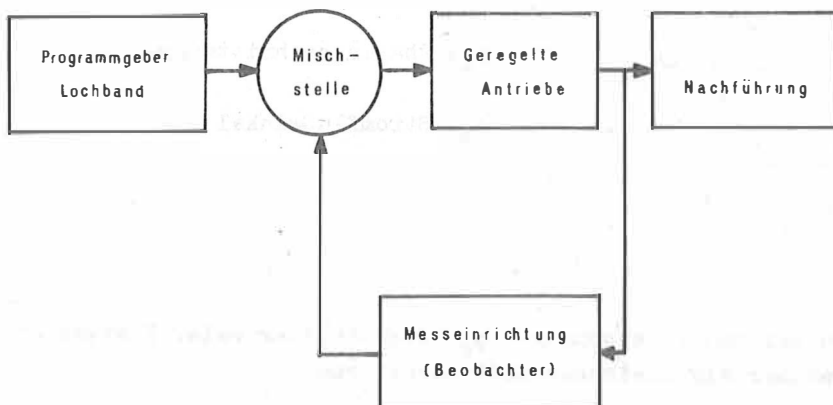 Programmgeber
Lochband
Misch-
stelle
Geregelte
Antriebe
Nachführung
Messeinrichtung
(Beobachter)